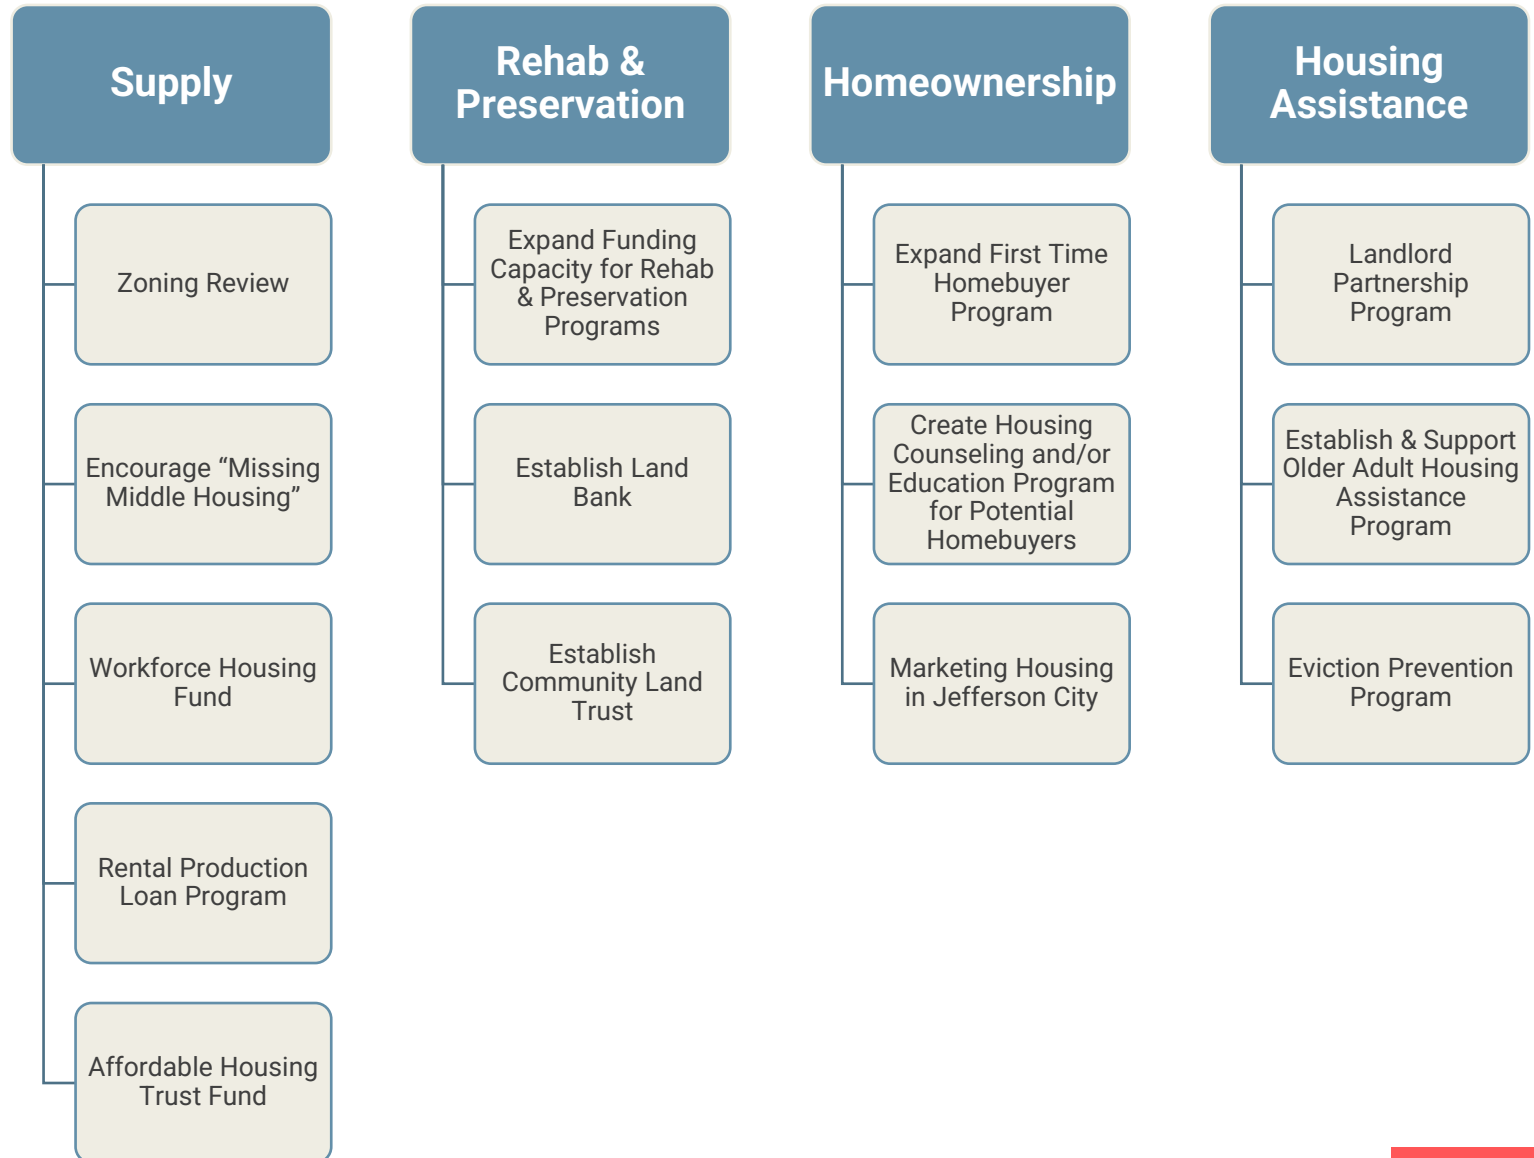 Supply
Zoning Review
Encourage “Missing
Middle Housing”
Workforce Housing
Fund
Rental Production
Loan Program
Affordable Housing
Trust Fund
Rehab &
Preservation
Expand Funding
Capacity for Rehab
& Preservation
Programs
Establish Land
Bank
Establish
Community Land
Trust
Homeownership
Expand First Time
Homebuyer
Program
Create Housing
Counseling and/or
Education Program
for Potential
Homebuyers
Marketing Housing
in Jefferson City
Housing
Assistance
Landlord
Partnership
Program
Establish & Support
Older Adult Housing
Assistance
Program
Eviction Prevention
Program